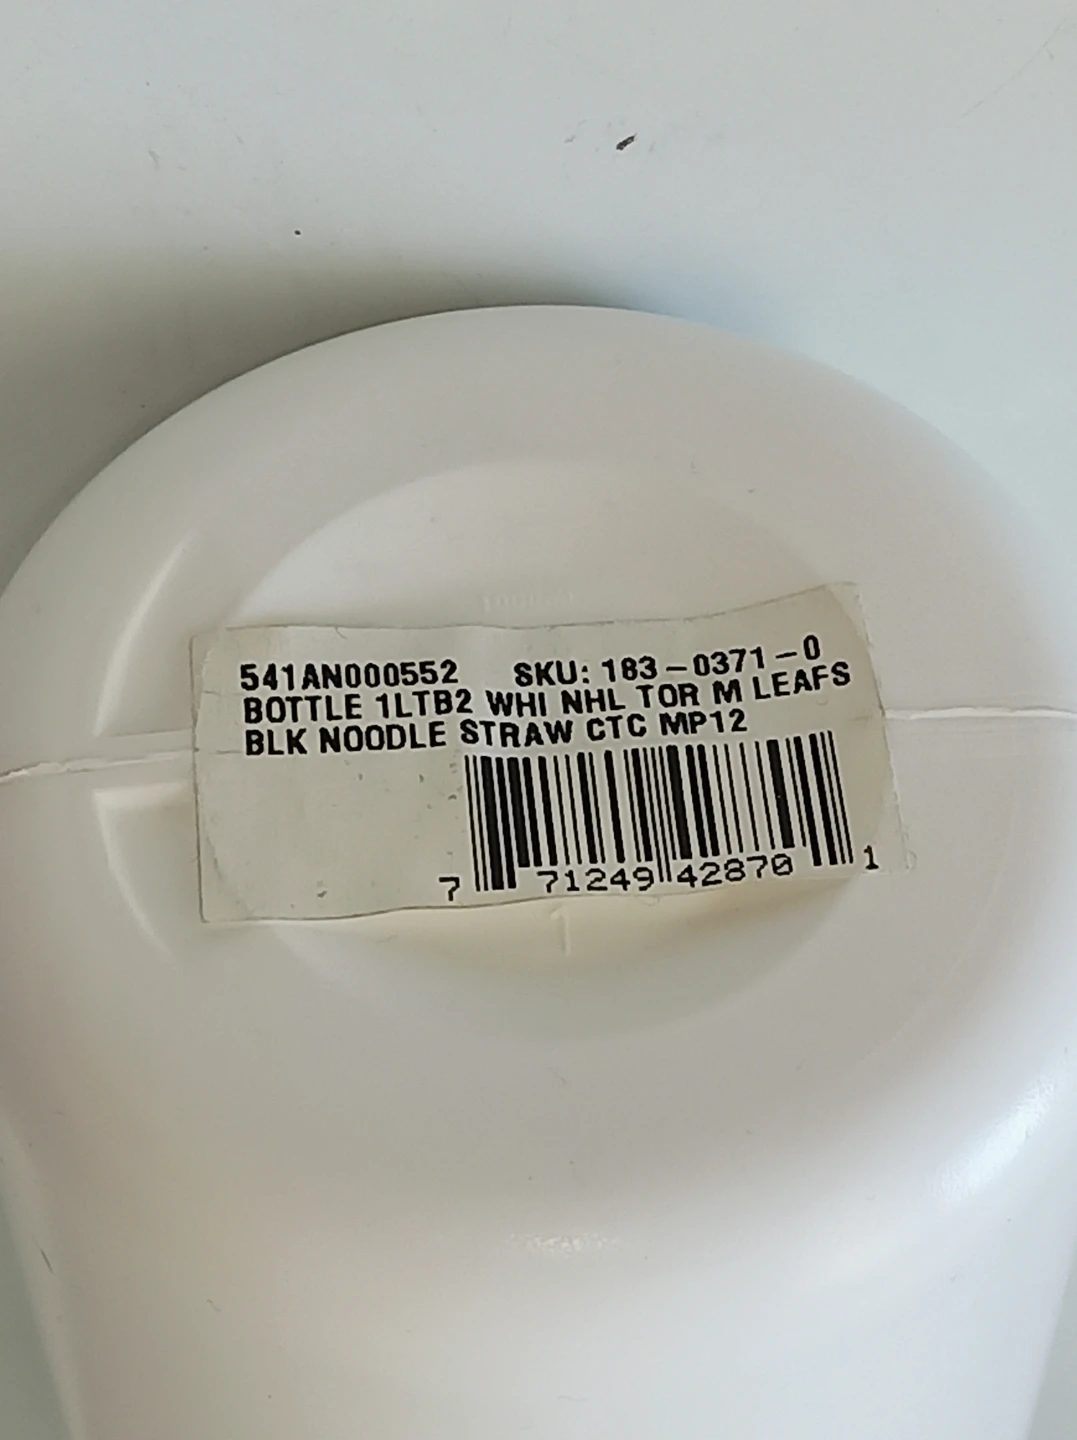 541AN000552 SKU: 183-0371-0
BOTTLE 1LTB2 WHI NHL TOR M LEAFS
BLK NOODLE STRAW CTC MP12
7 71249 42870 1